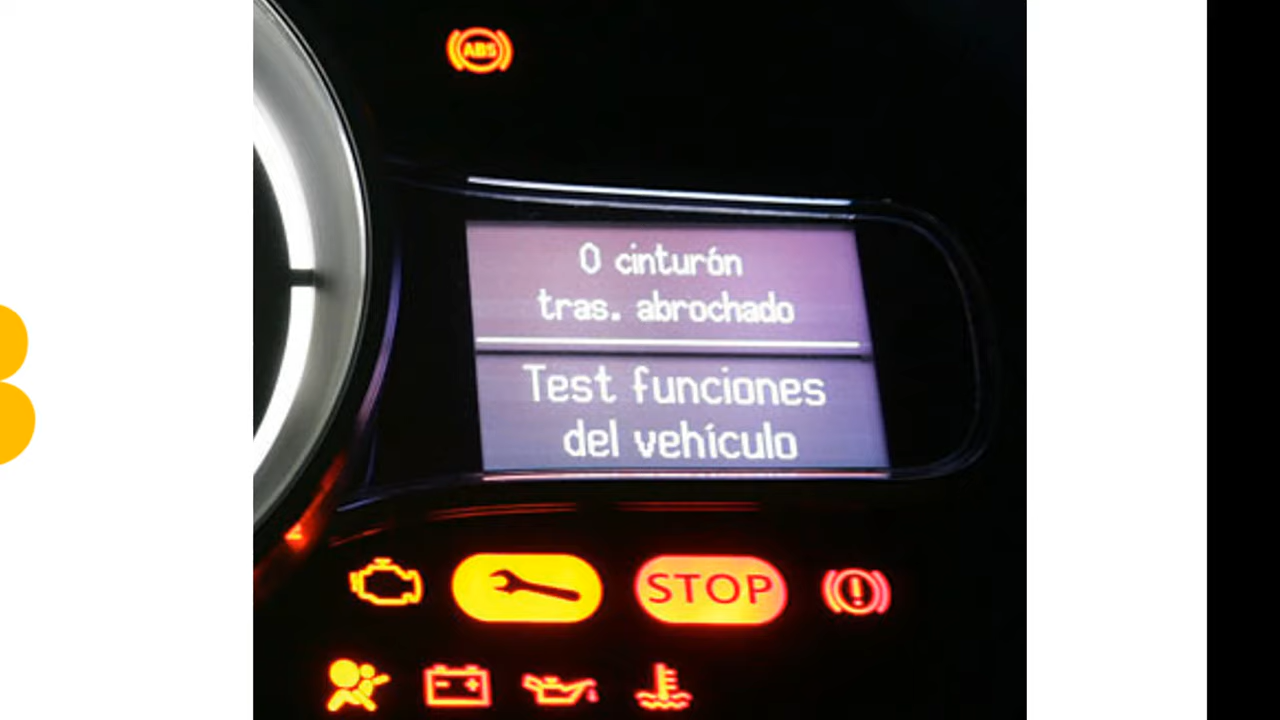 ABS
0 cinturón
tras. abrochado
Test funciones
del vehículo
STOP